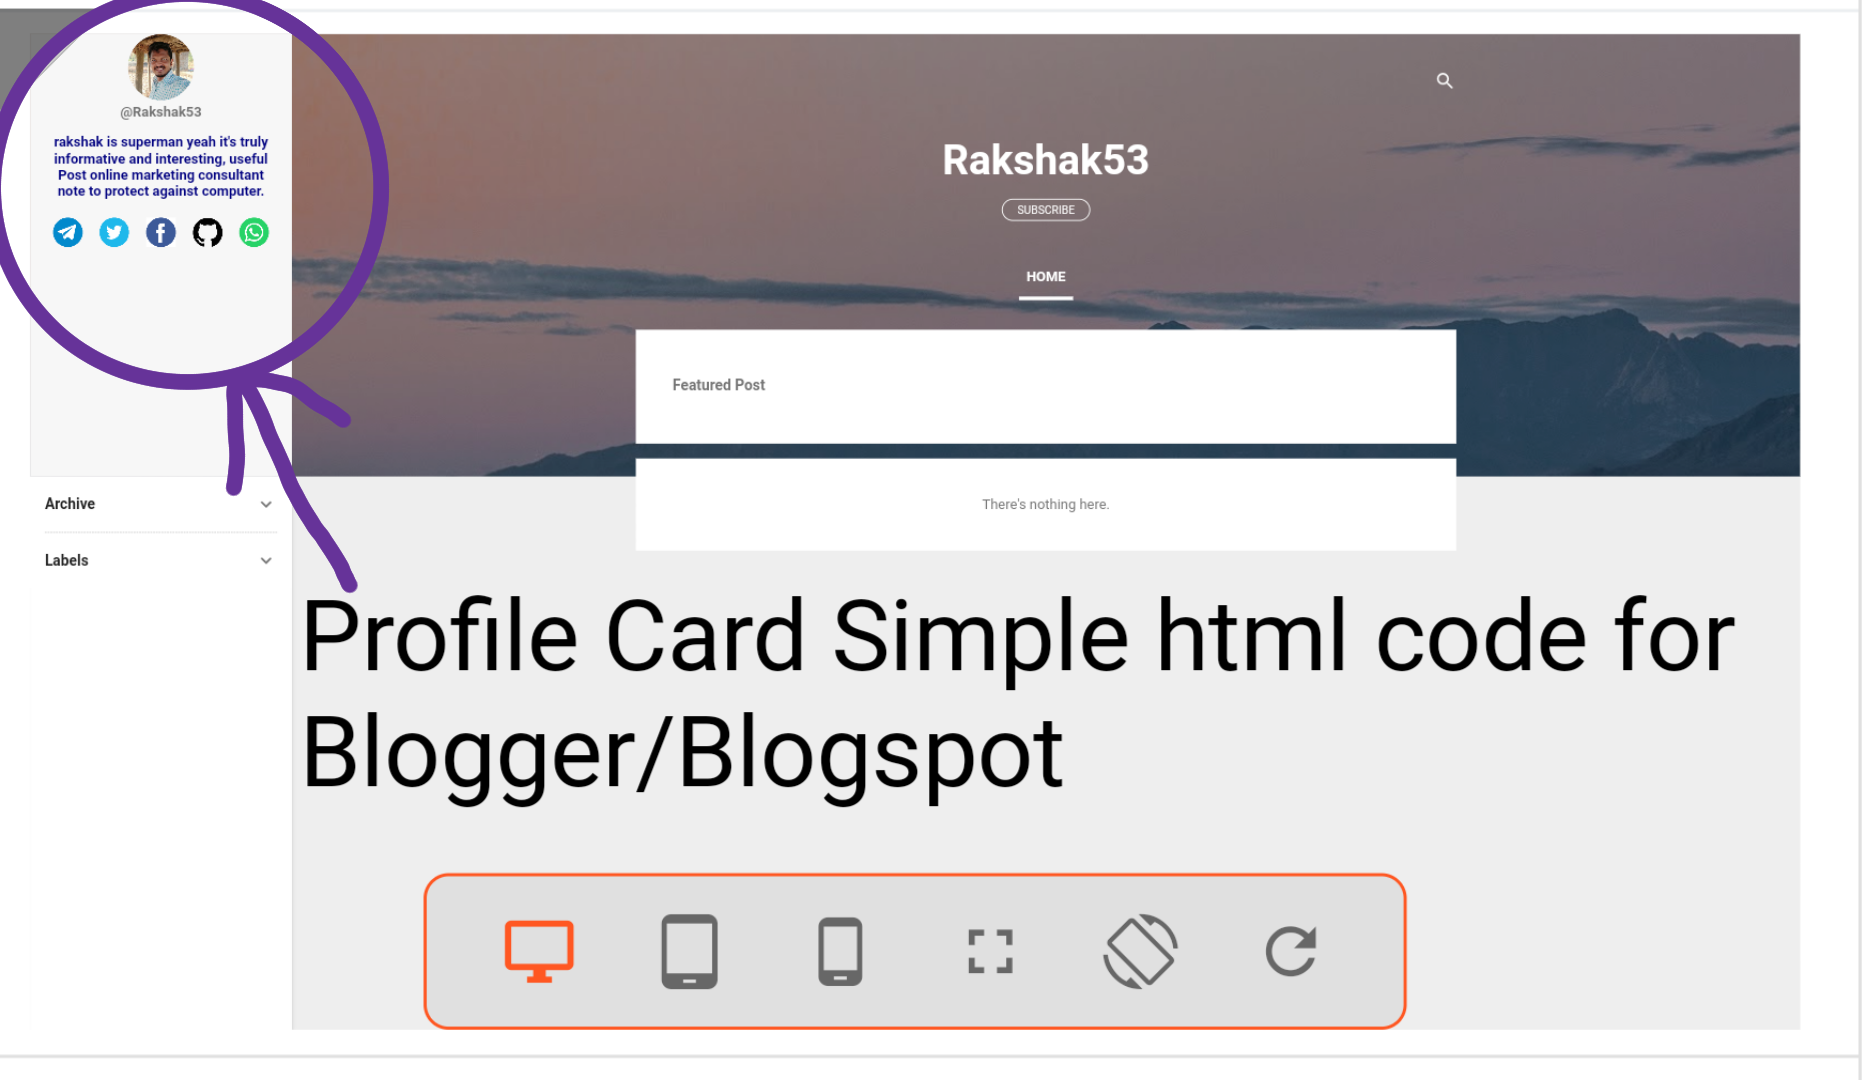 @Rakshak53
rakshak is superman yeah it's truly
informative and interesting, useful
Post online marketing consultant
note to protect against computer.
Rakshak53
SUBSCRIBE
HOME
Featured Post
There's nothing here.
Archive
Labels
Profile Card Simple html code for
Blogger/Blogspot